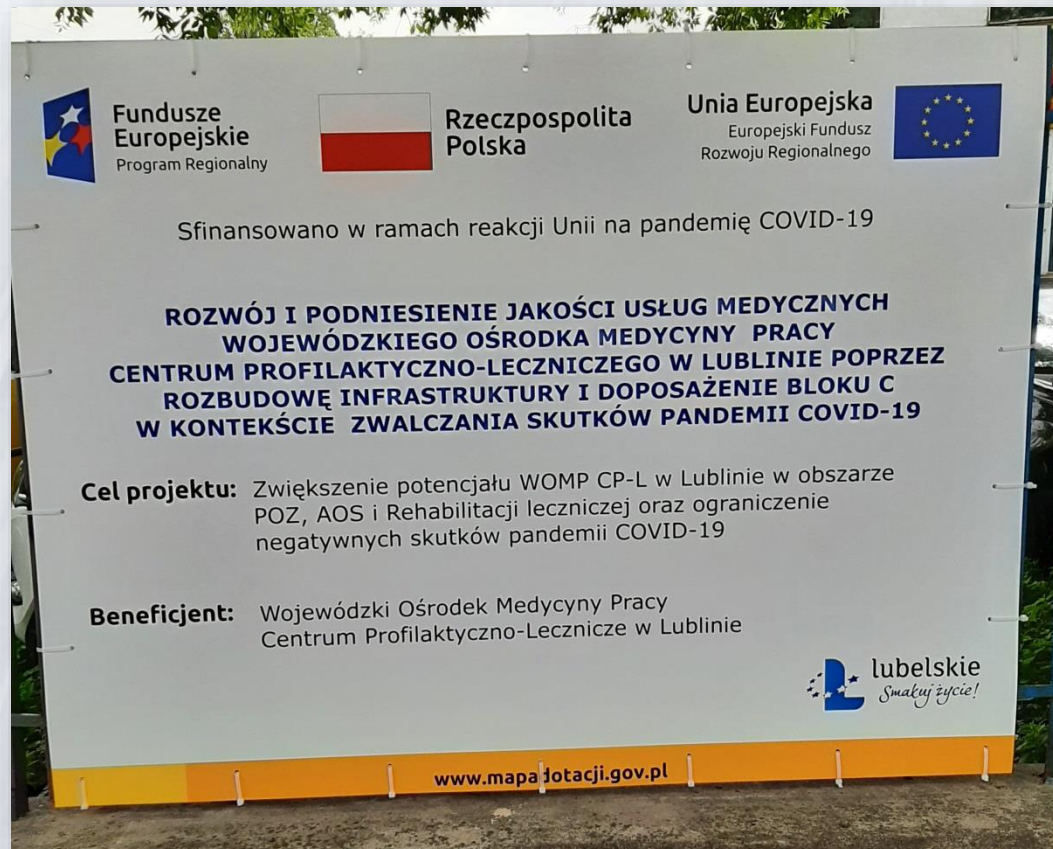 Fundusze
Europejskie
Program Regionalny
Rzeczpospolita
Polska
Unia Europejska
Europejski Fundusz
Rozwoju Regionalnego
Sfinansowano w ramach reakcji Unii na pandemię COVID-19
ROZWÓJ I PODNIESIENIE JAKOŚCI USŁUG MEDYCZNYCH
WOJEWÓDZKIEGO OŚRODKA MEDYCYNY PRACY
CENTRUM PROFILAKTYCZNO-LECZNICZEGO W LUBLINIE POPRZEZ
ROZBUDOWĘ INFRASTRUKTURY I DOPOSAŻENIE BLOKU C
W KONTEKŚCIE ZWALCZANIA SKUTKÓW PANDEMII COVID-19
Cel projektu: Zwiększenie potencjału WOMP CP-L w Lublinie w obszarze
POZ, AOS i Rehabilitacji leczniczej oraz ograniczenie
negatywnych skutków pandemii COVID-19
Beneficjent: Wojewódzki Ośrodek Medycyny Pracy
Centrum Profilaktyczno-Lecznicze w Lublinie
lubelskie
Smakuj życie!
www.mapadotacji.gov.pl